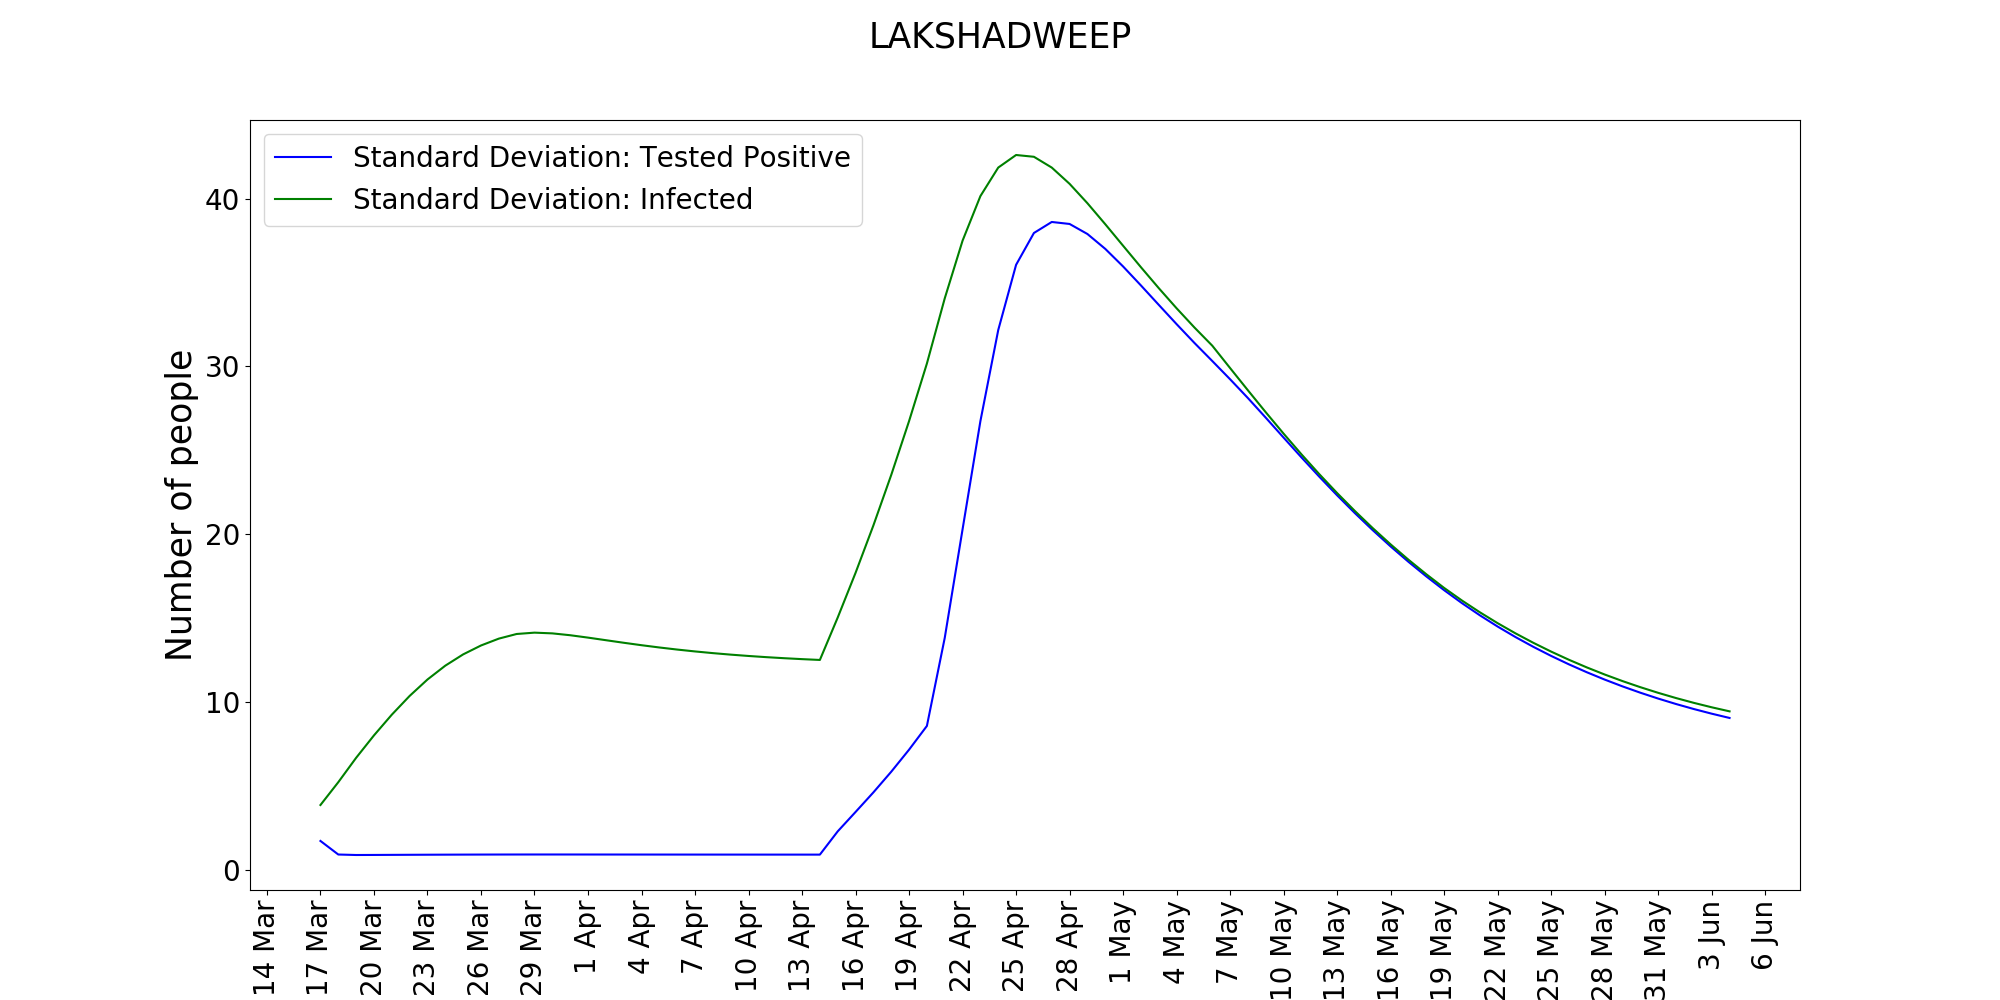 LAKSHADWEEP
Standard Deviation: Tested Positive
Standard Deviation: Infected
Number of people
40
30
20
10
0
14 Mar
17 Mar
20 Mar
23 Mar
26 Mar
29 Mar
1 Apr
4 Apr
7 Apr
10 Apr
13 Apr
16 Apr
19 Apr
22 Apr
25 Apr
28 Apr
1 May
4 May
7 May
10 May
13 May
16 May
19 May
22 May
25 May
28 May
31 May
3 Jun
6 Jun